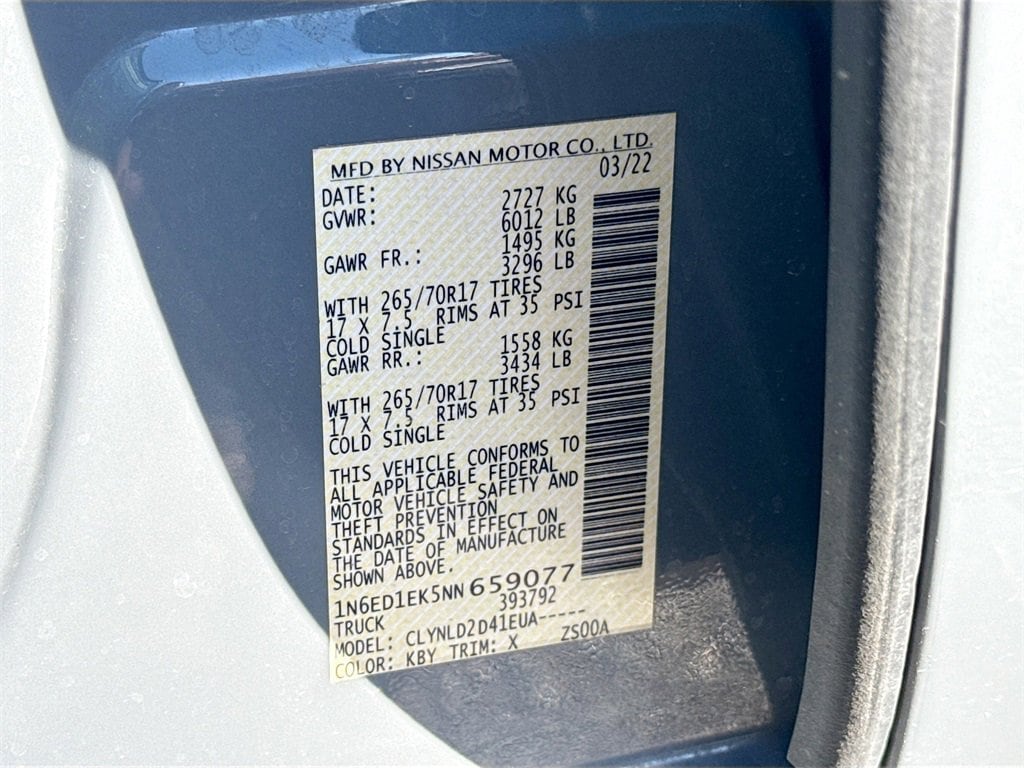 MFD BY NISSAN MOTOR CO., LTD.
DATE: 03/22
GVWR: 2727 KG
6012 LB
GAWR FR.: 1495 KG
3296 LB
WITH 265/70R17 TIRES
17 X 7.5 RIMS AT 35 PSI
COLD SINGLE
GAWR RR.: 1558 KG
3434 LB
WITH 265/70R17 TIRES
17 X 7.5 RIMS AT 35 PSI
COLD SINGLE
THIS VEHICLE CONFORMS TO
ALL APPLICABLE FEDERAL
MOTOR VEHICLE SAFETY AND
THEFT PREVENTION
STANDARDS IN EFFECT ON
THE DATE OF MANUFACTURE
SHOWN ABOVE.
1N6ED1EK5NN659077
TRUCK 393792
MODEL: CLYNLD2D41EUA-----
COLOR: KBY TRIM: X ZS00A